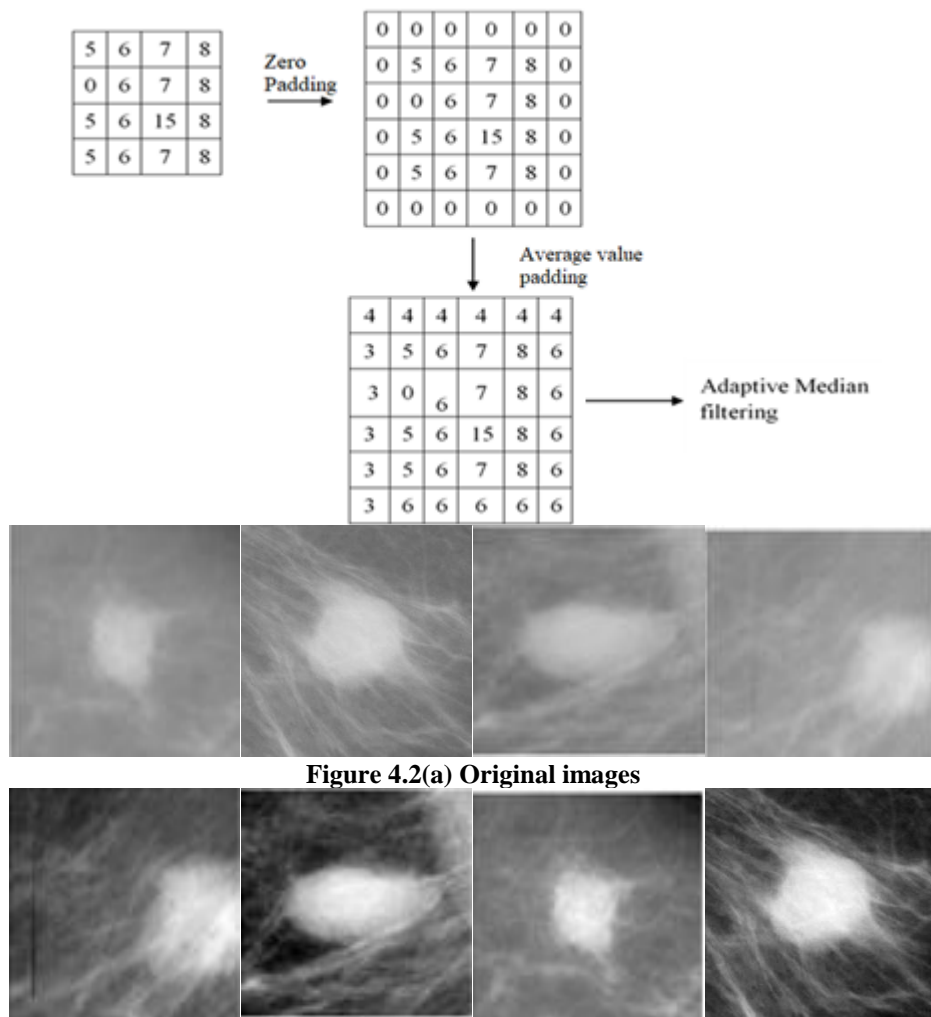 0 0 0 0 0 0
5 6 7 8
0 5 6 7 8 0
0 6 7 8
0 0 6 7 8 0
5 6 15 8
0 5 6 15 8 0
5 6 7 8
0 5 6 7 8 0
0 0 0 0 0 0
Zero
Padding
Average value
padding
4 4 4 4 4 4
3 5 6 7 8 6
3 0 6 7 8 6
3 5 6 15 8 6
3 5 6 7 8 6
3 6 6 6 6 6
Adaptive Median
filtering
Figure 4.2(a) Original images